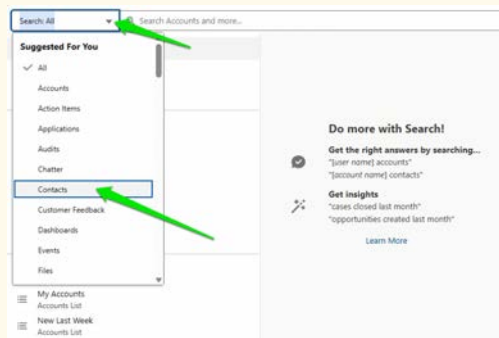 Search: All
Search Accounts and more...
Suggested For You
All
Accounts
Action Items
Applications
Audits
Chatter
Contacts
Customer Feedback
Dashboards
Events
Files
My Accounts
Accounts List
New Last Week
Accounts List
Do more with Search!
Get the right answers by searching...
"[user name] accounts"
"[account name] contacts"
Get insights
"cases closed last month"
"opportunities created last month"
Learn More